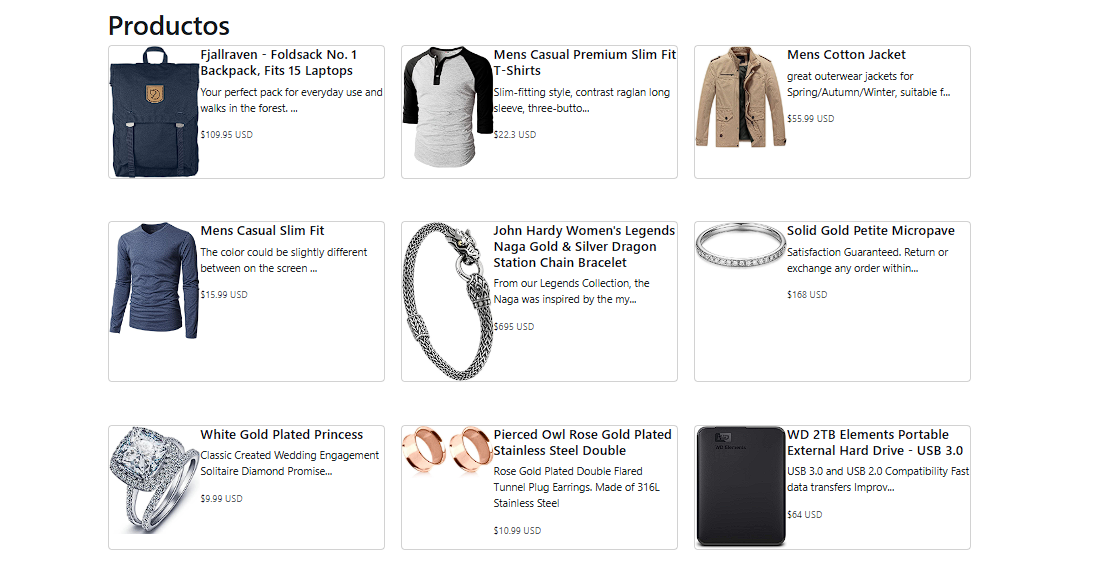 Productos
Fjallraven - Foldsack No. 1
Backpack, Fits 15 Laptops
Your perfect pack for everyday use and
walks in the forest. ...
$109.95 USD
Mens Casual Premium Slim Fit
T-Shirts
Slim-fitting style, contrast raglan long
sleeve, three-butto...
$22.3 USD
Mens Cotton Jacket
great outerwear jackets for
Spring/Autumn/Winter, suitable f...
$55.99 USD
Mens Casual Slim Fit
The color could be slightly different
between on the screen ...
$15.99 USD
John Hardy Women's Legends
Naga Gold & Silver Dragon
Station Chain Bracelet
From our Legends Collection, the
Naga was inspired by the my...
$695 USD
Solid Gold Petite Micropave
Satisfaction Guaranteed. Return or
exchange any order within...
$168 USD
White Gold Plated Princess
Classic Created Wedding Engagement
Solitaire Diamond Promise...
$9.99 USD
Pierced Owl Rose Gold Plated
Stainless Steel Double
Rose Gold Plated Double Flared
Tunnel Plug Earrings. Made of 316L
Stainless Steel
$10.99 USD
WD Elements
WD 2TB Elements Portable
External Hard Drive - USB 3.0
USB 3.0 and USB 2.0 Compatibility Fast
data transfers Improv...
$64 USD